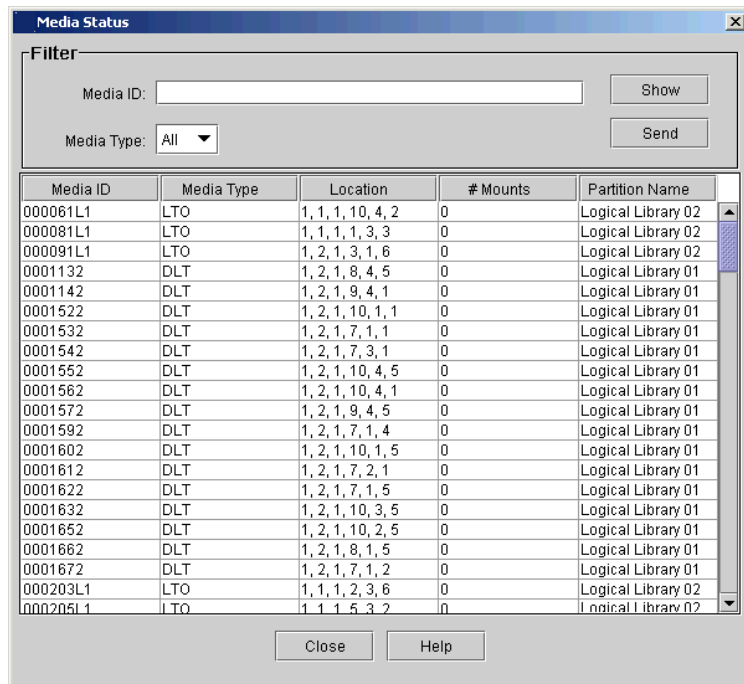 Media Status
Filter
Media ID:
Show
Media Type: All
Send
Media ID Media Type Location # Mounts Partition Name
000061L1 LTO 1, 1, 1, 10, 4, 2 0 Logical Library 02
000081L1 LTO 1, 1, 1, 1, 3, 3 0 Logical Library 02
000091L1 LTO 1, 2, 1, 3, 1, 6 0 Logical Library 02
0001132 DLT 1, 2, 1, 8, 4, 5 0 Logical Library 01
0001142 DLT 1, 2, 1, 9, 4, 1 0 Logical Library 01
0001522 DLT 1, 2, 1, 10, 1, 1 0 Logical Library 01
0001532 DLT 1, 2, 1, 7, 1, 1 0 Logical Library 01
0001542 DLT 1, 2, 1, 7, 3, 1 0 Logical Library 01
0001552 DLT 1, 2, 1, 10, 4, 5 0 Logical Library 01
0001562 DLT 1, 2, 1, 10, 4, 1 0 Logical Library 01
0001572 DLT 1, 2, 1, 9, 4, 5 0 Logical Library 01
0001592 DLT 1, 2, 1, 7, 1, 4 0 Logical Library 01
0001602 DLT 1, 2, 1, 10, 1, 5 0 Logical Library 01
0001612 DLT 1, 2, 1, 7, 2, 1 0 Logical Library 01
0001622 DLT 1, 2, 1, 7, 1, 5 0 Logical Library 01
0001632 DLT 1, 2, 1, 10, 3, 5 0 Logical Library 01
0001652 DLT 1, 2, 1, 10, 2, 5 0 Logical Library 01
0001662 DLT 1, 2, 1, 8, 1, 5 0 Logical Library 01
0001672 DLT 1, 2, 1, 7, 1, 2 0 Logical Library 01
000203L1 LTO 1, 1, 1, 2, 3, 6 0 Logical Library 02
000205L1 LTO 1, 1, 1, 5, 3, 2 0 Logical Library 02
Close Help